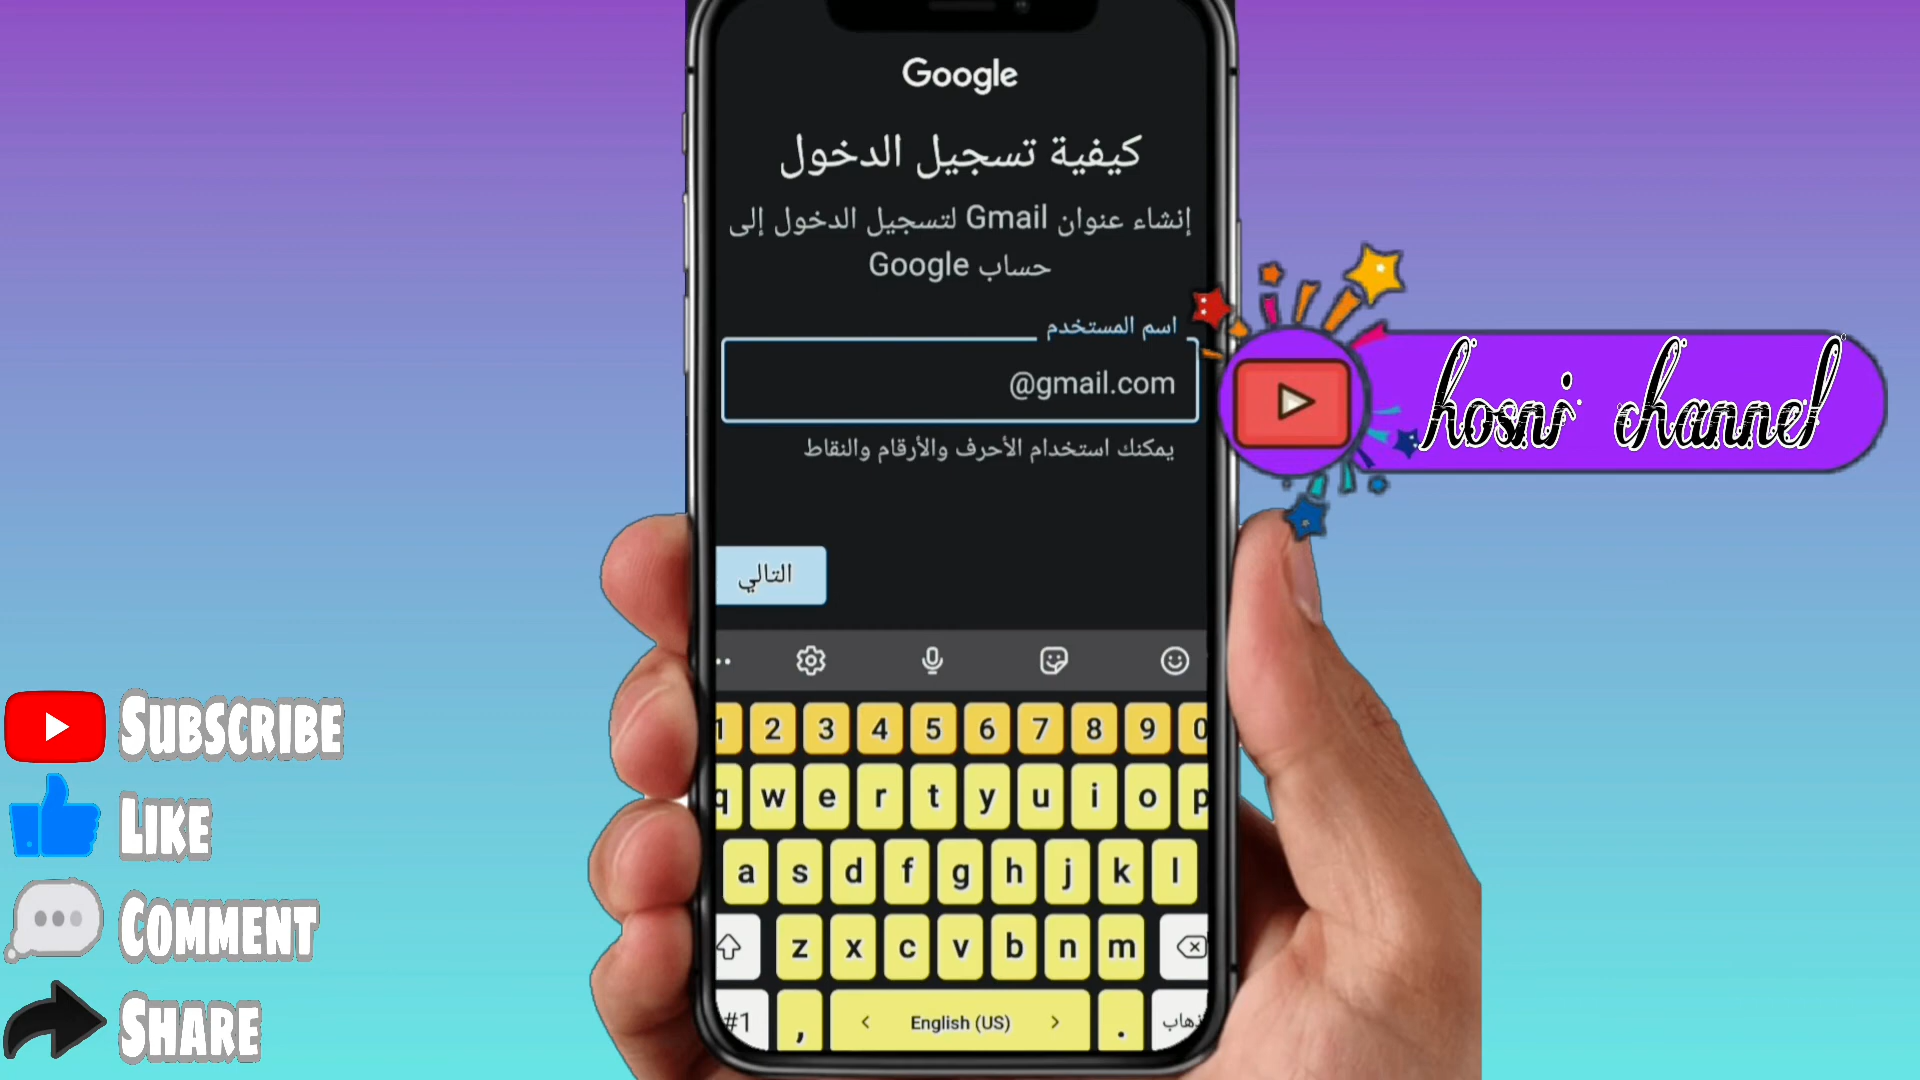 Google
كيفية تسجيل الدخول
إنشاء عنوان Gmail لتسجيل الدخول إلى
حساب Google
اسم المستخدم
@gmail.com
يمكنك استخدام الأحرف والأرقام والنقاط
التالي
hosni channel
1 2 3 4 5 6 7 8 9 0
q w e r t y u i o p
a s d f g h j k l
z x c v b n m
#1 , < English (US) > . ذهاب
SUBSCRIBE
LIKE
COMMENT
SHARE